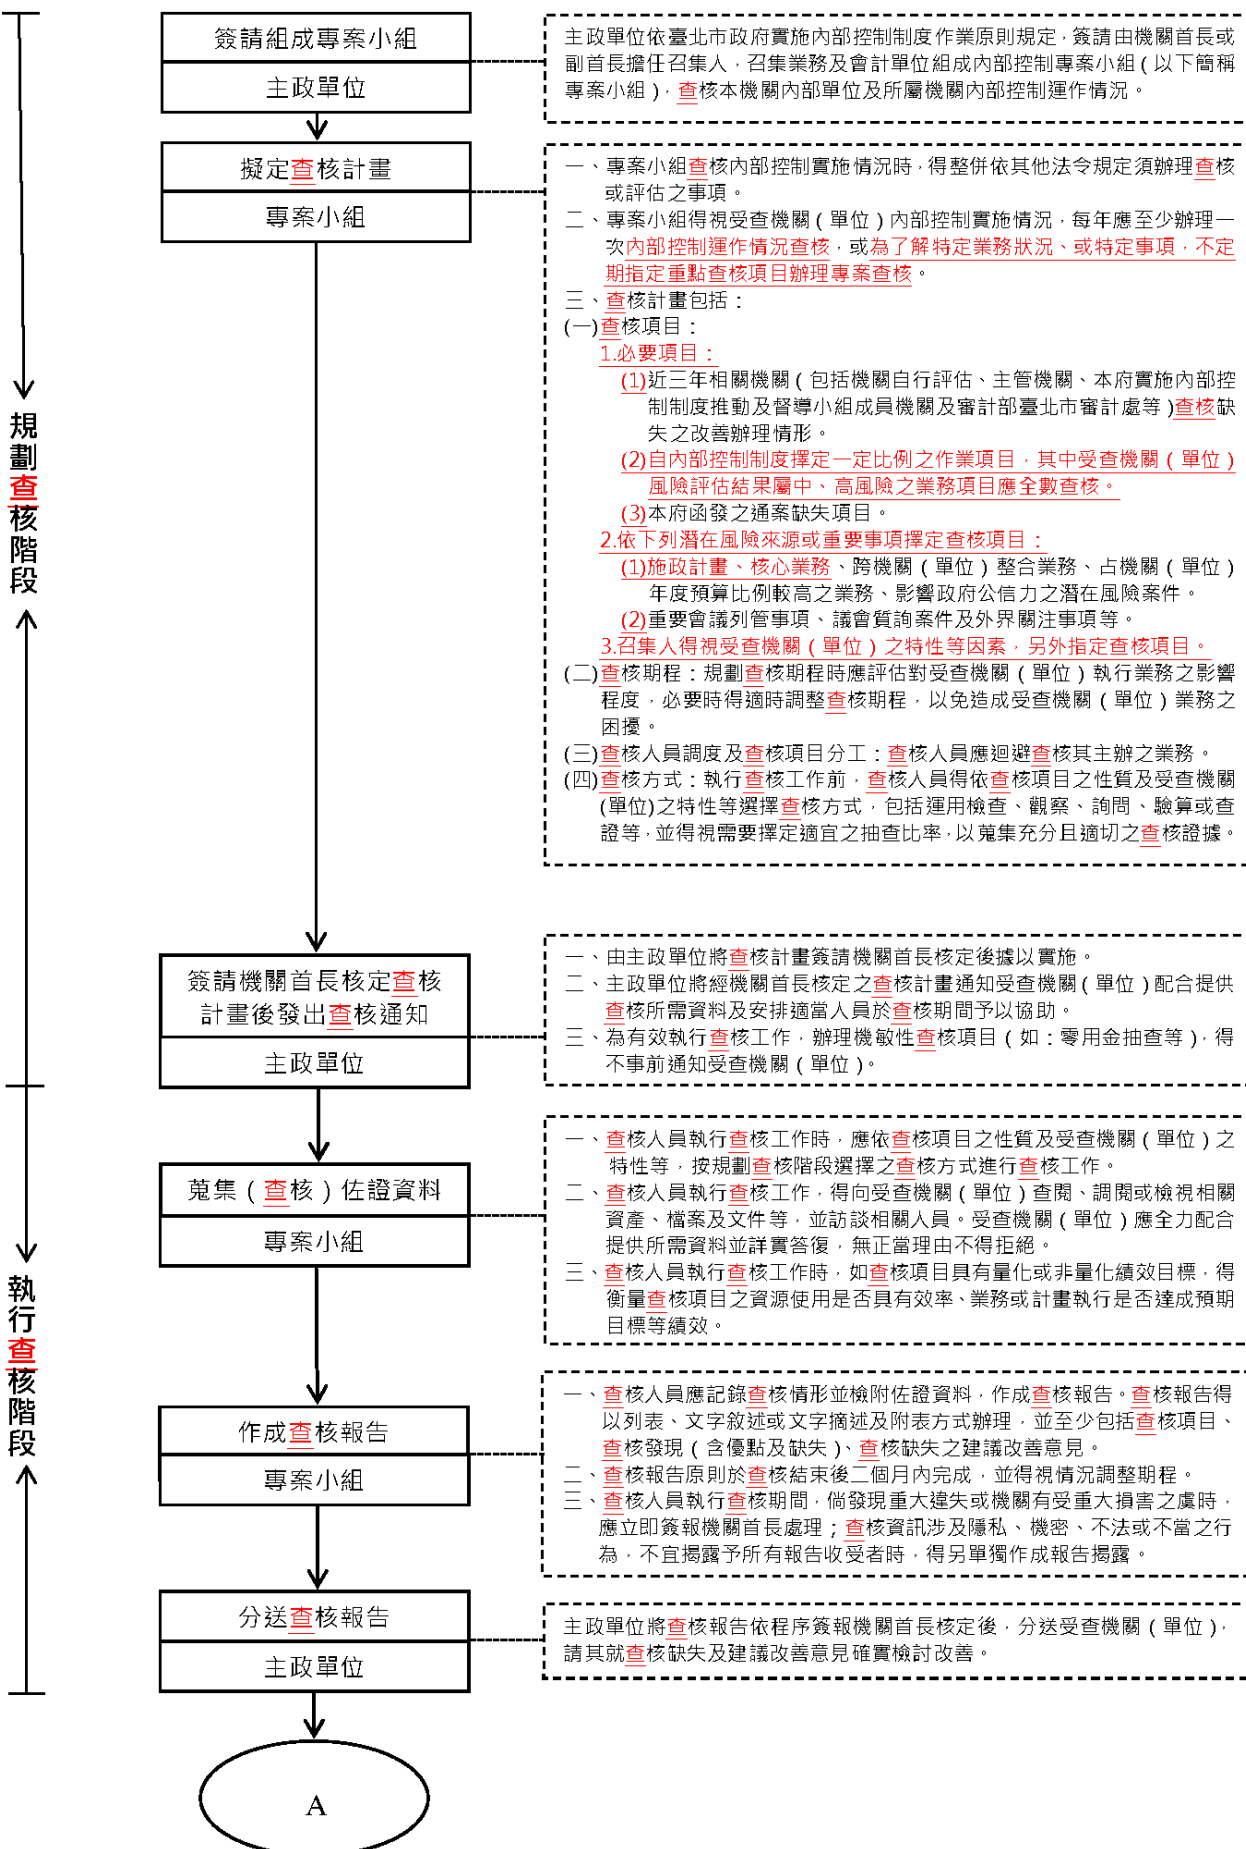 簽請組成專案小組
主政單位
主政單位依臺北市政府實施內部控制制度作業原則規定，簽請由機關首長或
副首長擔任召集人，召集業務及會計單位組成內部控制專案小組（以下簡稱
專案小組），查核本機關內部單位及所屬機關內部控制運作情況。
擬定查核計畫
專案小組
一、專案小組查核內部控制實施情況時，得整併依其他法令規定須辦理查核
或評估之事項。
二、專案小組得視受查機關（單位）內部控制實施情況，每年應至少辦理一
次內部控制運作情況查核，或為了解特定業務狀況、或特定事項，不定
期指定重點查核項目辦理專案查核。
三、查核計畫包括：
(一)查核項目：
1.必要項目：
(1)近三年相關機關（包括機關自行評估、主管機關、本府實施內部控
制制度推動及督導小組成員機關及審計部臺北市審計處等）查核缺
失之改善辦理情形。
(2)自內部控制制度擇定一定比例之作業項目，其中受查機關（單位）
風險評估結果屬中、高風險之業務項目應全數查核。
(3)本府函發之通案缺失項目。
2.依下列潛在風險來源或重要事項擇定查核項目：
(1)施政計畫、核心業務、跨機關（單位）整合業務、占機關（單位）
年度預算比例較高之業務、影響政府公信力之潛在風險案件。
(2)重要會議列管事項、議會質詢案件及外界關注事項等。
3.召集人得視受查機關（單位）之特性等因素，另外指定查核項目。
(二)查核期程：規劃查核期程時應評估對受查機關（單位）執行業務之影響
程度，必要時得適時調整查核期程，以免造成受查機關（單位）業務之
困擾。
(三)查核人員調度及查核項目分工：查核人員應迴避查核其主辦之業務。
(四)查核方式：執行查核工作前，查核人員得依查核項目之性質及受查機關
(單位)之特性等選擇查核方式，包括運用檢查、觀察、詢問、驗算或查
證等，並得視需要擇定適宜之抽查比率，以蒐集充分且適切之查核證據。
規劃查核階段
簽請機關首長核定查核
計畫後發出查核通知
主政單位
一、由主政單位將查核計畫簽請機關首長核定後據以實施。
二、主政單位將經機關首長核定之查核計畫通知受查機關（單位）配合提供
查核所需資料及安排適當人員於查核期間予以協助。
三、為有效執行查核工作，辦理機敏性查核項目（如：零用金抽查等），得
不事前通知受查機關（單位）。
蒐集（查核）佐證資料
專案小組
一、查核人員執行查核工作時，應依查核項目之性質及受查機關（單位）之
特性等，按規劃查核階段選擇之查核方式進行查核工作。
二、查核人員執行查核工作，得向受查機關（單位）查閱、調閱或檢視相關
資產、檔案及文件等，並訪談相關人員。受查機關（單位）應全力配合
提供所需資料並詳實答復，無正當理由不得拒絕。
三、查核人員執行查核工作時，如查核項目具有量化或非量化績效目標，得
衡量查核項目之資源使用是否具有效率、業務或計畫執行是否達成預期
目標等績效。
執行查核階段
作成查核報告
專案小組
一、查核人員應記錄查核情形並檢附佐證資料，作成查核報告。查核報告得
以列表、文字敘述或文字摘述及附表方式辦理，並至少包括查核項目、
查核發現（含優點及缺失）、查核缺失之建議改善意見。
二、查核報告原則於查核結束後二個月內完成，並得視情況調整期程。
三、查核人員執行查核期間，倘發現重大違失或機關有受重大損害之虞時，
應立即簽報機關首長處理；查核資訊涉及隱私、機密、不法或不當之行
為，不宜揭露予所有報告收受者時，得另單獨作成報告揭露。
分送查核報告
主政單位
主政單位將查核報告依程序簽報機關首長核定後，分送受查機關（單位），
請其就查核缺失及建議改善意見確實檢討改善。
A